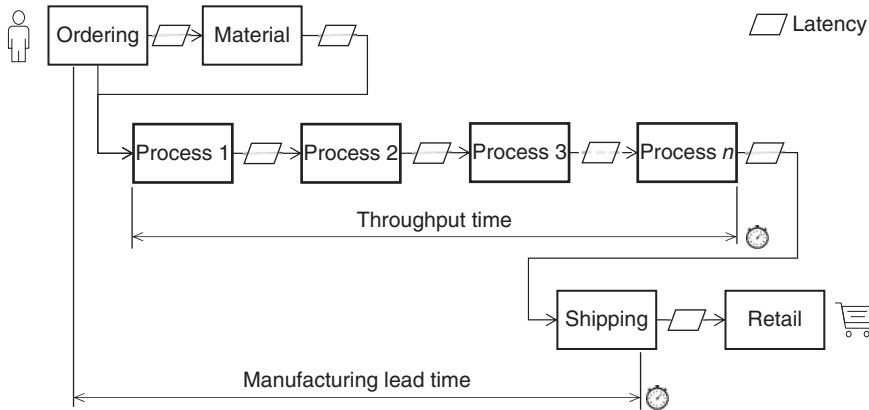 Ordering
Material
Latency
Process 1
Process 2
Process 3
Process n
Throughput time
Shipping
Retail
Manufacturing lead time